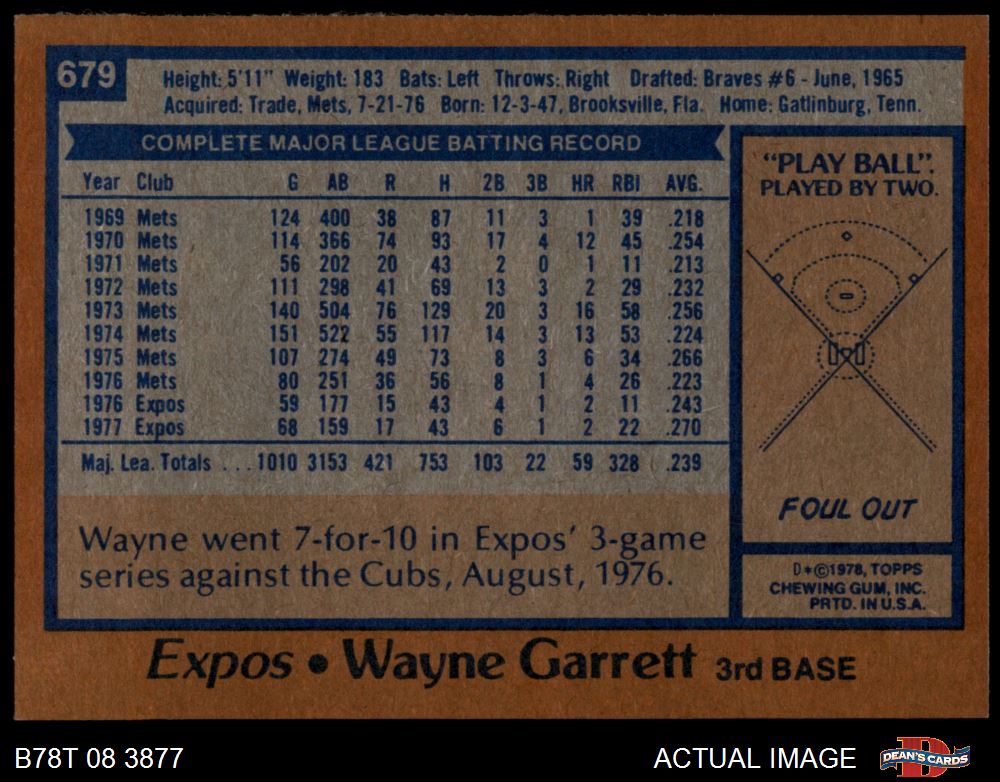 679
Height: 5'11" Weight: 183 Bats: Left Throws: Right Drafted: Braves #6 - June, 1965
Acquired: Trade, Mets, 7-21-76 Born: 12-3-47, Brooksville, Fla. Home: Gatlinburg, Tenn.
COMPLETE MAJOR LEAGUE BATTING RECORD
Year Club G AB R H 2B 3B HR RBI AVG.
1969 Mets 124 400 38 87 11 3 1 39 .218
1970 Mets 114 366 74 93 17 4 12 45 .254
1971 Mets 56 202 20 43 2 0 1 11 .213
1972 Mets 111 298 41 69 13 3 2 29 .232
1973 Mets 140 504 76 129 20 3 16 58 .256
1974 Mets 151 522 55 117 14 3 13 53 .224
1975 Mets 107 274 49 73 8 3 6 34 .266
1976 Mets 80 251 36 56 8 1 4 26 .223
1976 Expos 59 177 15 43 4 1 2 11 .243
1977 Expos 68 159 17 43 6 1 2 22 .270
Maj. Lea. Totals ... 1010 3153 421 753 103 22 59 328 .239
Wayne went 7-for-10 in Expos' 3-game
series against the Cubs, August, 1976.
"PLAY BALL".
PLAYED BY TWO.
FOUL OUT
D*©1978, TOPPS
CHEWING GUM, INC.
PRTD. IN U.S.A.
Expos • Wayne Garrett 3rd BASE
B78T 08 3877
ACTUAL IMAGE
DEAN'S CARDS